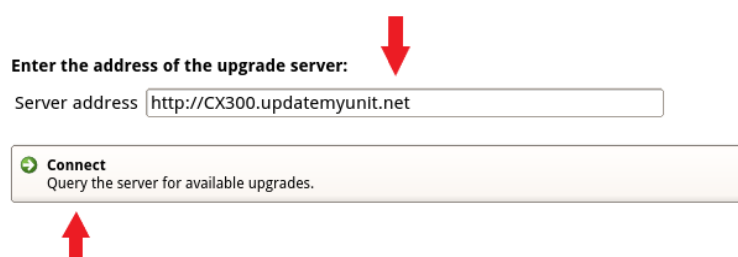 Enter the address of the upgrade server:
Server address http://CX300.updatemyunit.net
Connect
Query the server for available upgrades.